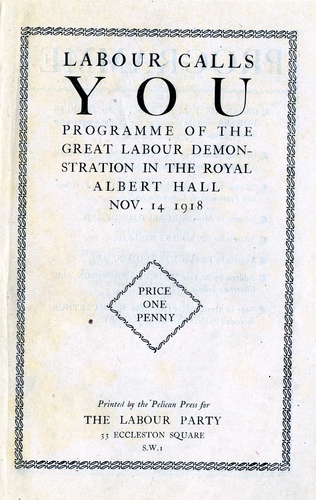 LABOUR CALLS
YOU
PROGRAMME OF THE
GREAT LABOUR DEMON-
STRATION IN THE ROYAL
ALBERT HALL
NOV. 14 1918
PRICE
ONE
PENNY
Printed by the Pelican Press for
THE LABOUR PARTY
33 ECCLESTON SQUARE
S.W.1